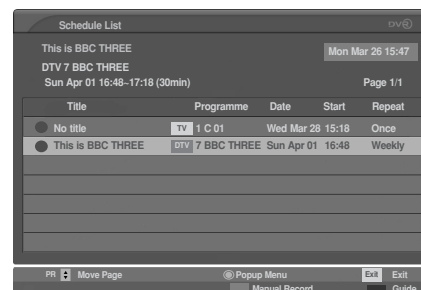 Schedule List DVR
This is BBC THREE Mon Mar 26 15:47
DTV 7 BBC THREE
Sun Apr 01 16:48~17:18 (30min) Page 1/1
Title Programme Date Start Repeat
No title TV 1 C 01 Wed Mar 28 15:18 Once
This is BBC THREE DTV 7 BBC THREE Sun Apr 01 16:48 Weekly
PR Move Page Popup Menu Exit Exit
Manual Record Guide